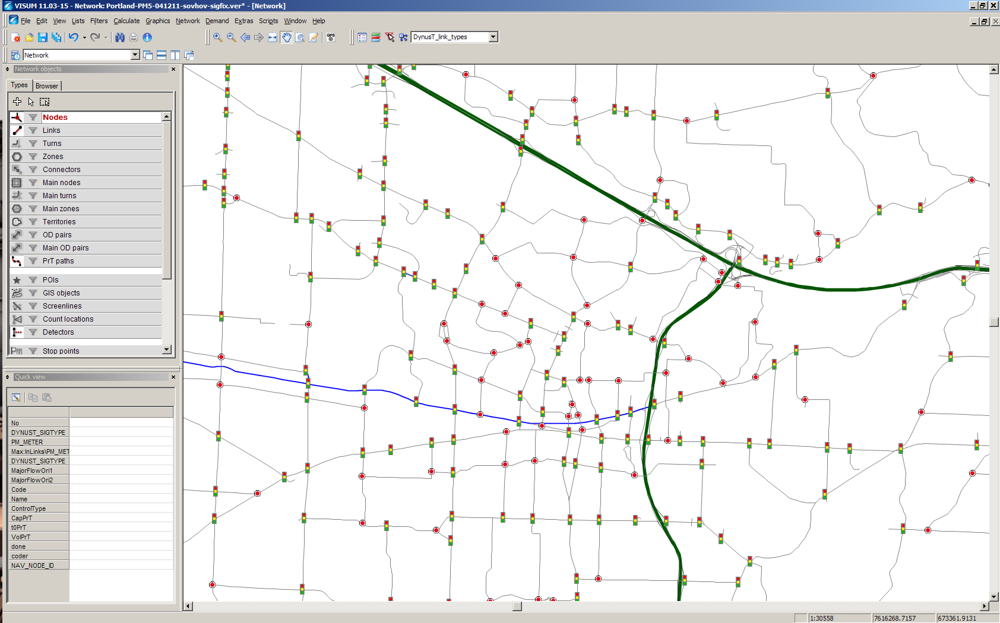 VISUM 11.03-15 - Network: Portland-PM5-041211-sovhov-sigfix.ver* - [Network]
File Edit View Lists Filters Calculate Graphics Network Demand Extras Scripts Window Help
GPS
DynusT_link_types
Network
Network objects
Types Browser
Nodes
Links
Turns
Zones
Connectors
Main nodes
Main turns
Main zones
Territories
OD pairs
Main OD pairs
PrT paths
POIs
GIS objects
Screenlines
Count locations
Detectors
Stop points
Quick view
No
DYNUST_SIGTYPE
PM_METER
Max:InLinks\PM_MET
DYNUST_SIGTYPE
MajorFlowOri1
MajorFlowOri2
Code
Name
ControlType
CapPrT
t0PrT
VolPrT
done
coder
NAV_NODE_ID
1:30558 7616268.7157 673361.9131